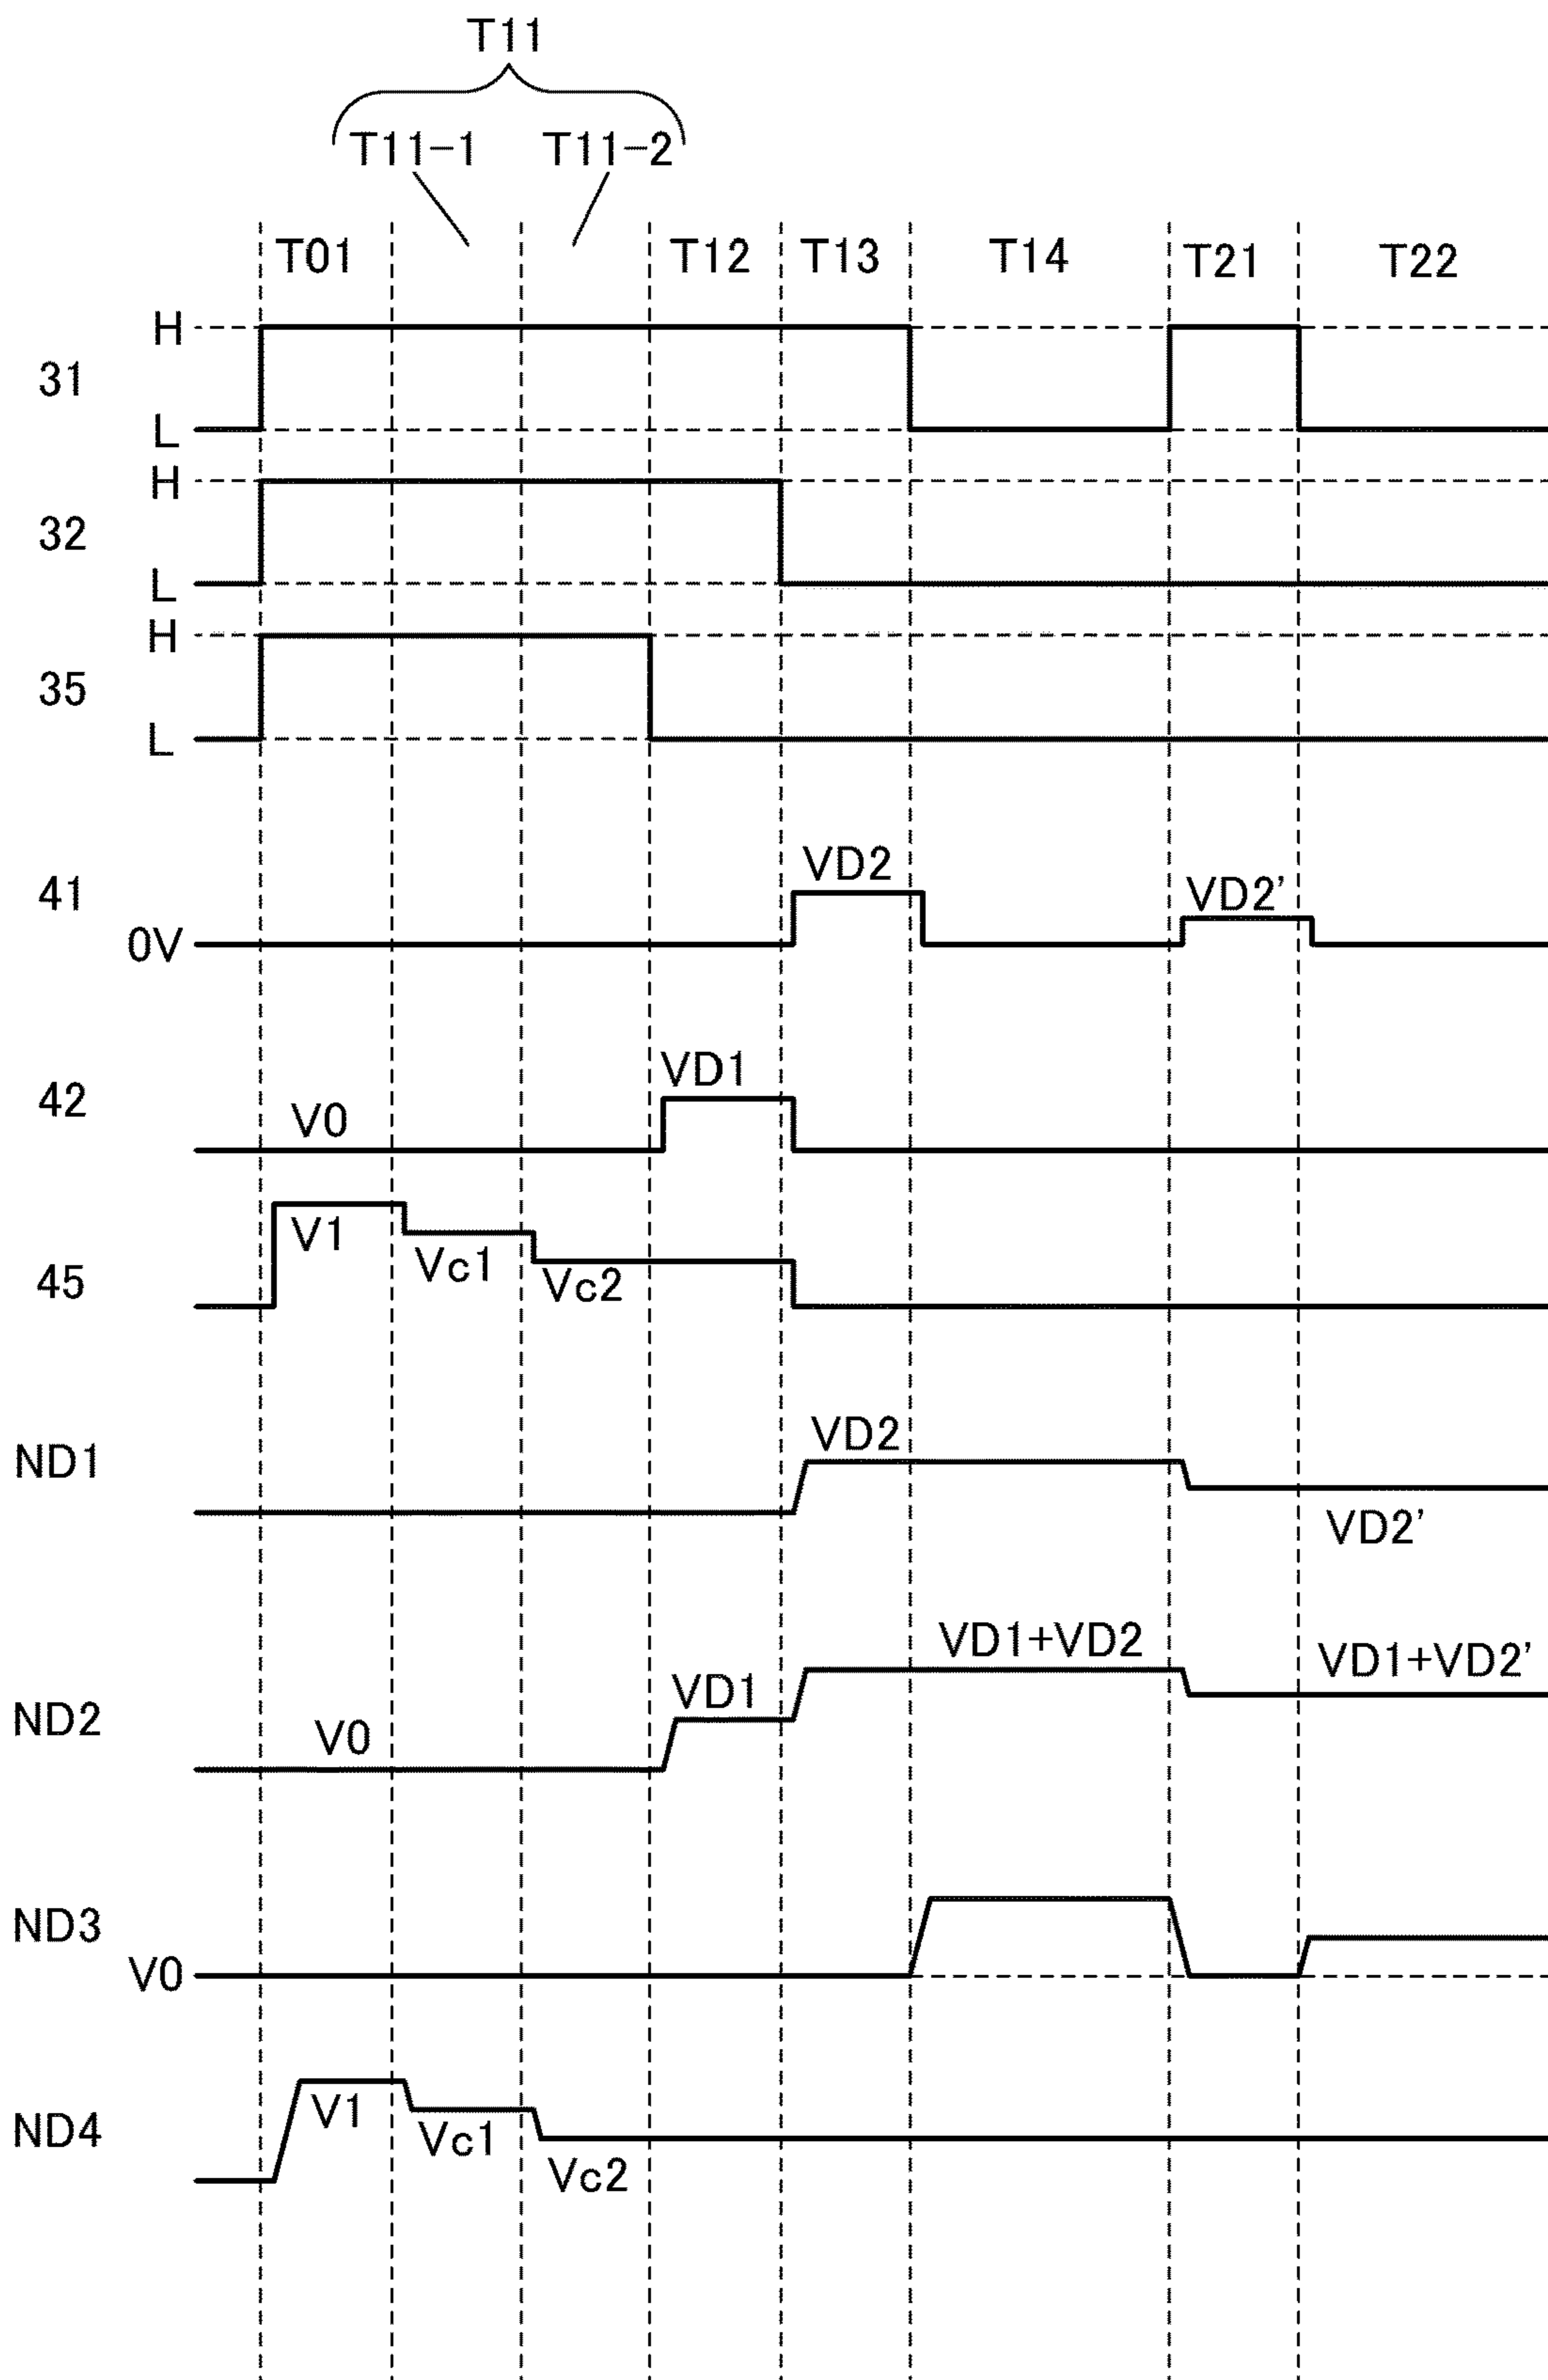 T11
T11-1 T11-2
T01 T12 T13 T14 T21 T22
H
31
L
H
32
L
H
35
L
VD2 VD2'
41
0V
VD1
42
V0
V1
Vc1
45
Vc2
VD2
ND1
VD2'
VD1+VD2
VD1+VD2'
VD1
ND2
V0
ND3
V0
V1
Vc1
ND4
Vc2